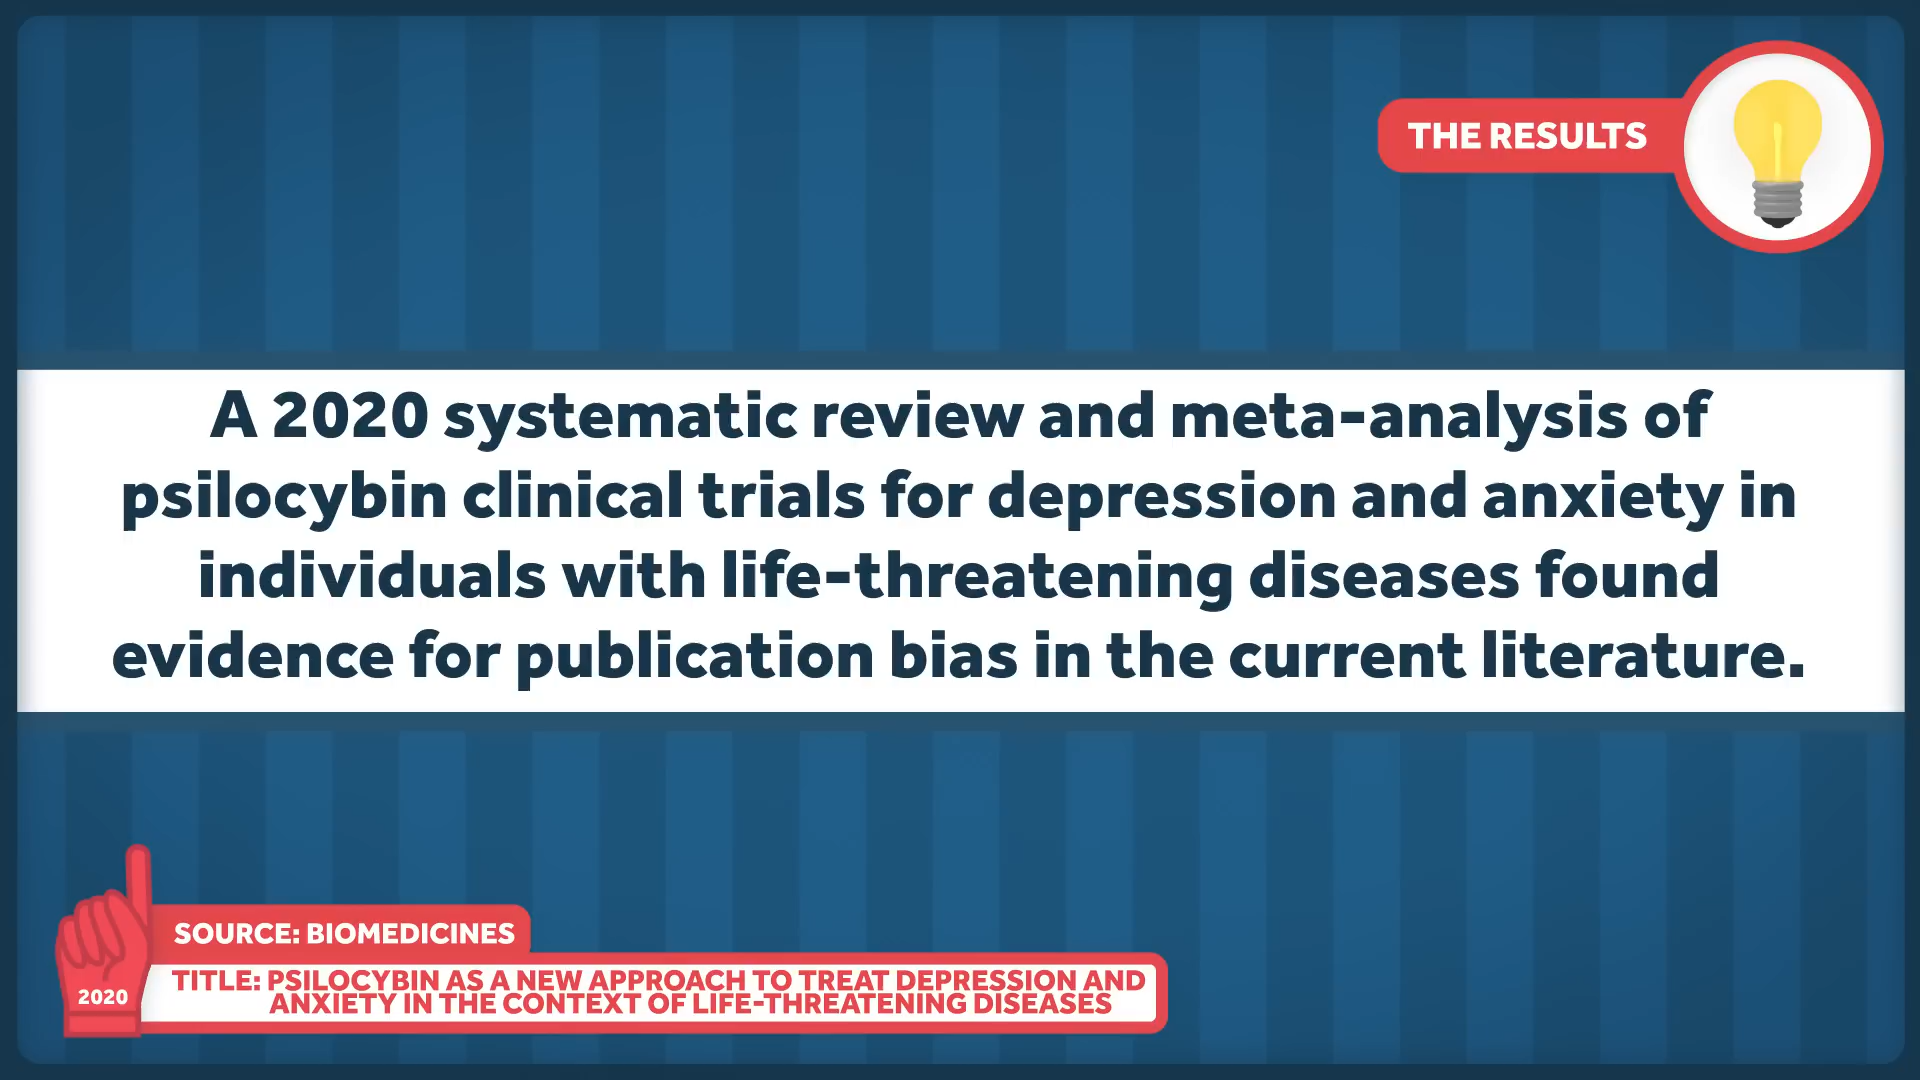 THE RESULTS
A 2020 systematic review and meta-analysis of
psilocybin clinical trials for depression and anxiety in
individuals with life-threatening diseases found
evidence for publication bias in the current literature.
SOURCE: BIOMEDICINES
TITLE: PSILOCYBIN AS A NEW APPROACH TO TREAT DEPRESSION AND
ANXIETY IN THE CONTEXT OF LIFE-THREATENING DISEASES
2020